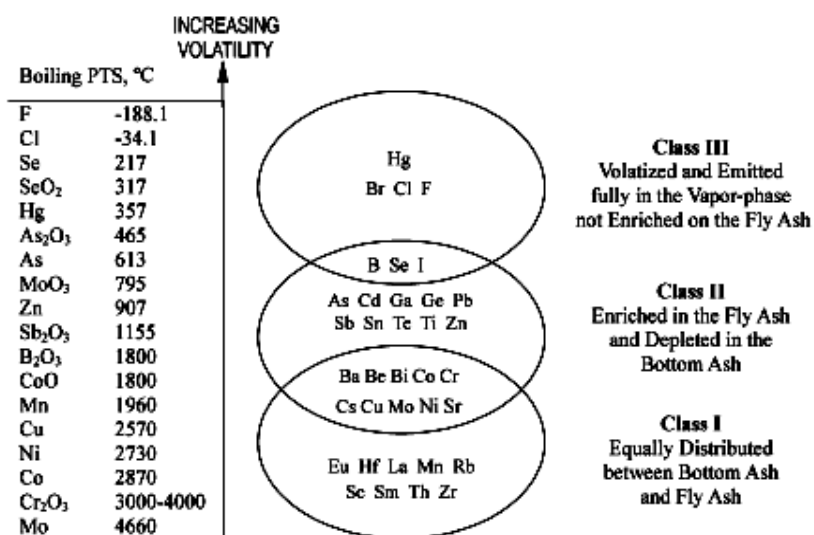 INCREASING
VOLATILITY
Boiling PTS, ℃
F -188.1
Cl -34.1
Se 217
SeO₂ 317
Hg 357
As₂O₃ 465
As 613
MoO₃ 795
Zn 907
Sb₂O₃ 1155
B₂O₃ 1800
CoO 1800
Mn 1960
Cu 2570
Ni 2730
Co 2870
Cr₂O₃ 3000-4000
Mo 4660
Hg
Br Cl F
B Se I
As Cd Ga Ge Pb
Sb Sn Te Ti Zn
Ba Be Bi Co Cr
Cs Cu Mo Ni Sr
Eu Hf La Mn Rb
Sc Sm Th Zr
Class III
Volatized and Emitted
fully in the Vapor-phase
not Enriched on the Fly Ash
Class II
Enriched in the Fly Ash
and Depleted in the
Bottom Ash
Class I
Equally Distributed
between Bottom Ash
and Fly Ash